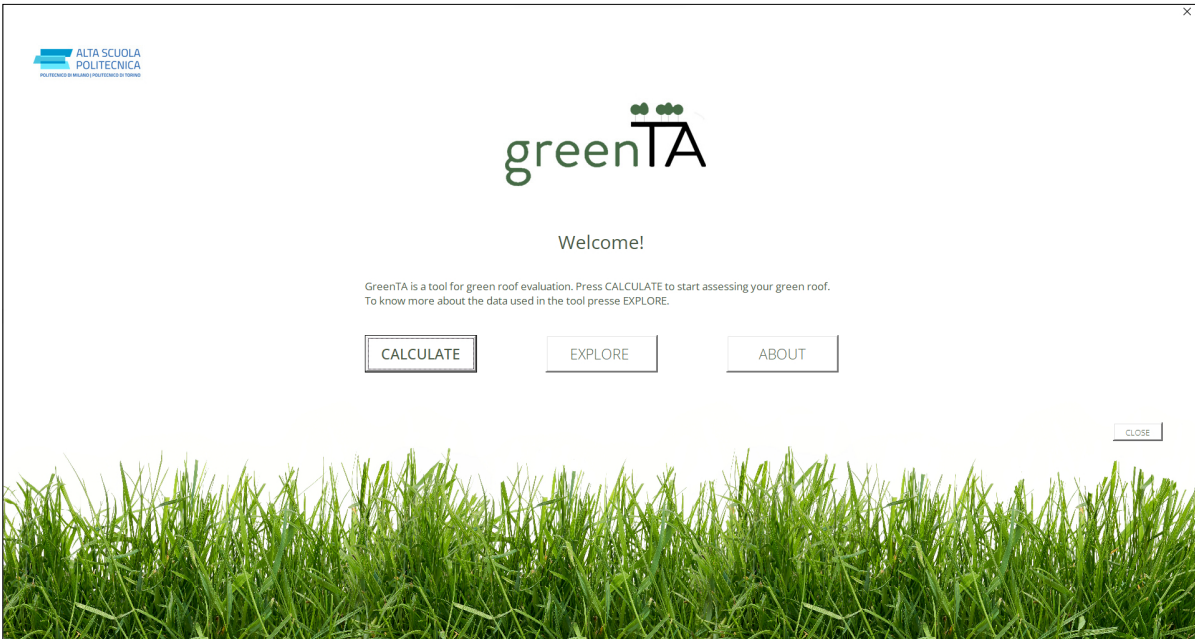 ALTA SCUOLA
POLITECNICA
POLITECNICO DI MILANO | POLITECNICO DI TORINO
greenTA
Welcome!
GreenTA is a tool for green roof evaluation. Press CALCULATE to start assessing your green roof.
To know more about the data used in the tool presse EXPLORE.
CALCULATE
EXPLORE
ABOUT
CLOSE